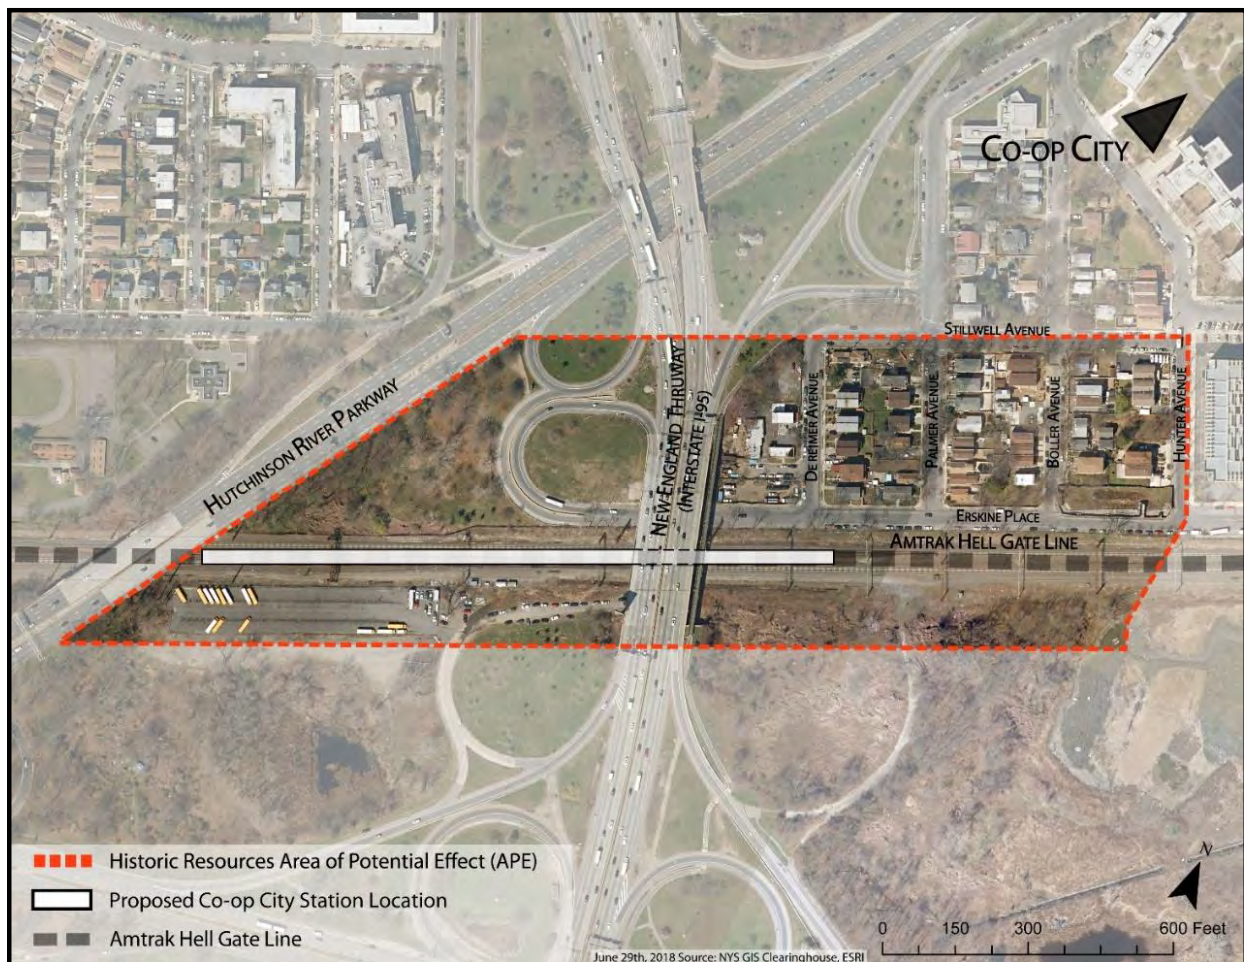 CO-OP CITY
STILLWELL AVENUE
HUTCHINSON RIVER PARKWAY
NEW ENGLAND THRUWAY
(INTERSTATE I-95)
DEREIMER AVENUE
PALMER AVENUE
BOLLER AVENUE
HUNTER AVENUE
ERSKINE PLACE
AMTRAK HELL GATE LINE
Historic Resources Area of Potential Effect (APE)
Proposed Co-op City Station Location
Amtrak Hell Gate Line
N
0 150 300 600 Feet
June 29th, 2018 Source: NYS GIS Clearinghouse, ESRI